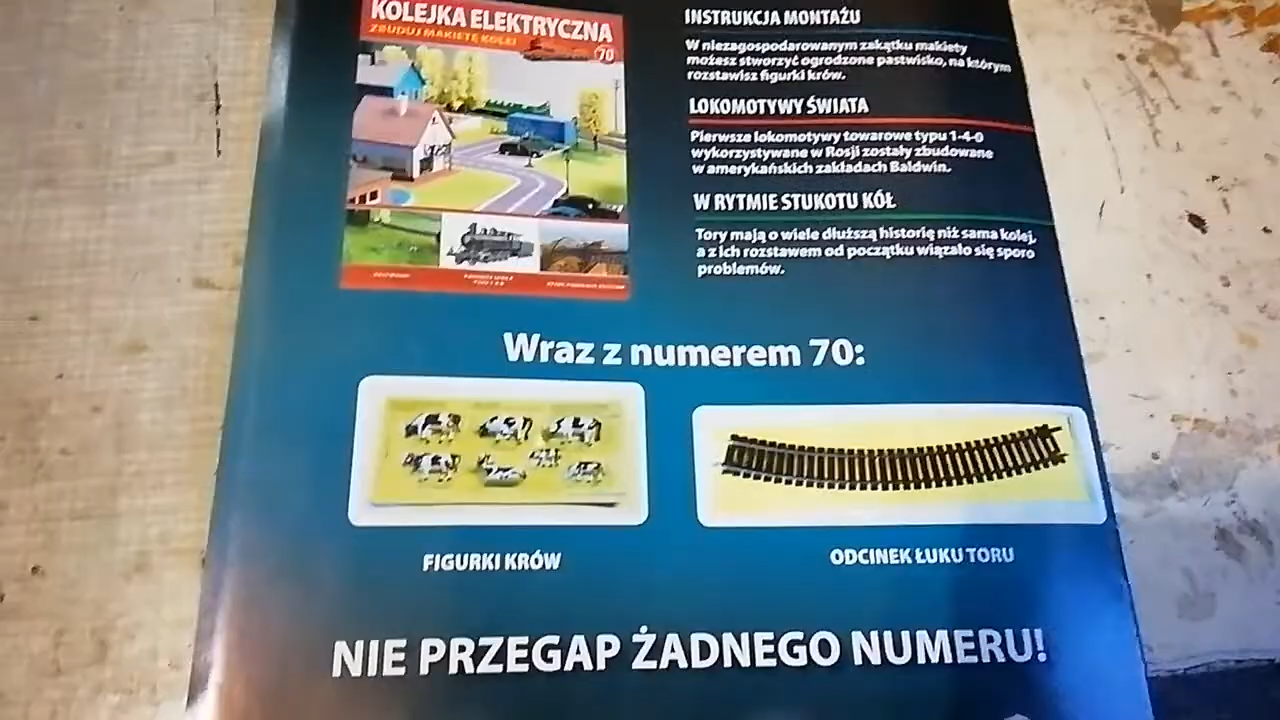 KOLEJKA ELEKTRYCZNA
ZBUDUJ MAKIETĘ KOLEI
70
INSTRUKCJA MONTAŻU
W niezagospodarowanym zakątku makiety
możesz stworzyć ogrodzone pastwisko, na którym
rozstawisz figurki krów.
LOKOMOTYWY ŚWIATA
Pierwsze lokomotywy towarowe typu 1-4-0
wykorzystywane w Rosji zostały zbudowane
w amerykańskich zakładach Baldwin.
W RYTMIE STUKOTU KÓŁ
Tory mają o wiele dłuższą historię niż sama kolej,
a z ich rozstawem od początku wiązało się sporo
problemów.
Wraz z numerem 70:
FIGURKI KRÓW
ODCINEK ŁUKU TORU
NIE PRZEGAP ŻADNEGO NUMERU!